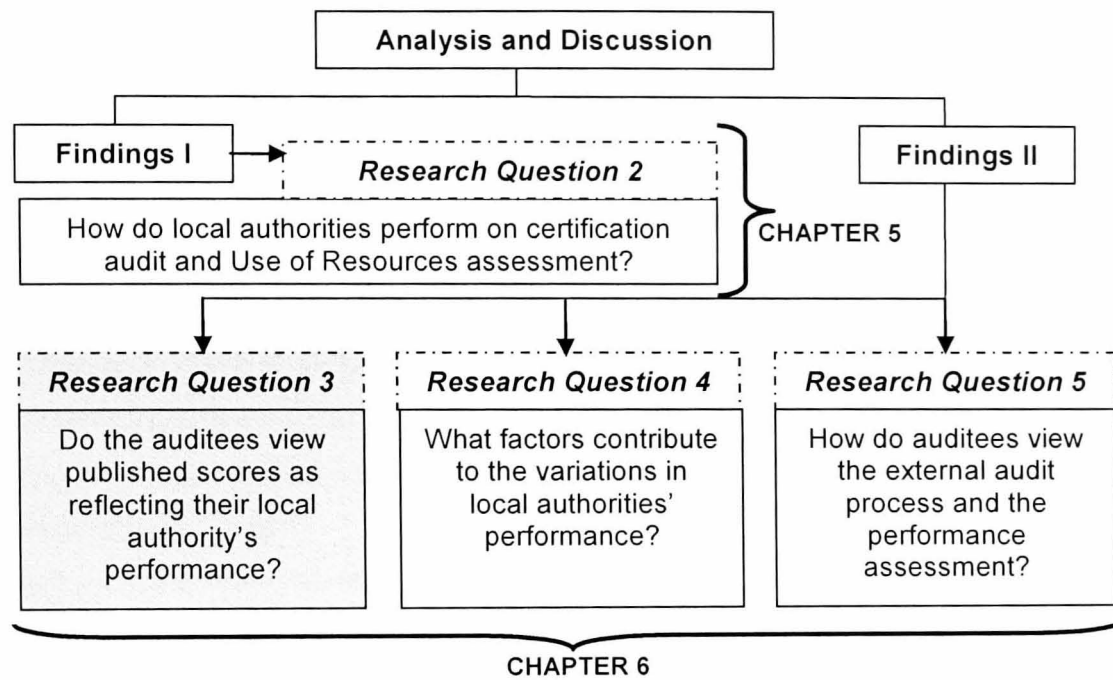 Analysis and Discussion
Findings I
Findings II
Research Question 2
How do local authorities perform on certification
audit and Use of Resources assessment?
CHAPTER 5
Research Question 3
Do the auditees view
published scores as
reflecting their local
authority's
performance?
Research Question 4
What factors contribute
to the variations in
local authorities'
performance?
Research Question 5
How do auditees view
the external audit
process and the
performance
assessment?
CHAPTER 6